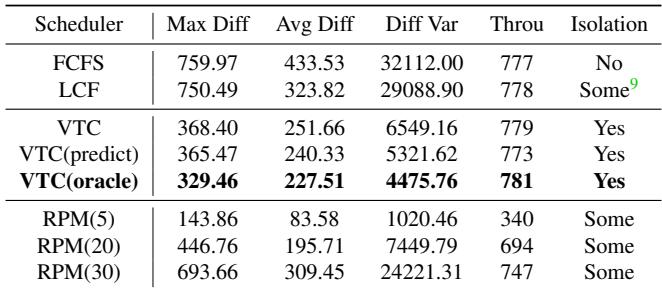 Scheduler Max Diff Avg Diff Diff Var Throu Isolation
FCFS 759.97 433.53 32112.00 777 No
LCF 750.49 323.82 29088.90 778 Some9
VTC 368.40 251.66 6549.16 779 Yes
VTC(predict) 365.47 240.33 5321.62 773 Yes
VTC(oracle) 329.46 227.51 4475.76 781 Yes
RPM(5) 143.86 83.58 1020.46 340 Some
RPM(20) 446.76 195.71 7449.79 694 Some
RPM(30) 693.66 309.45 24221.31 747 Some